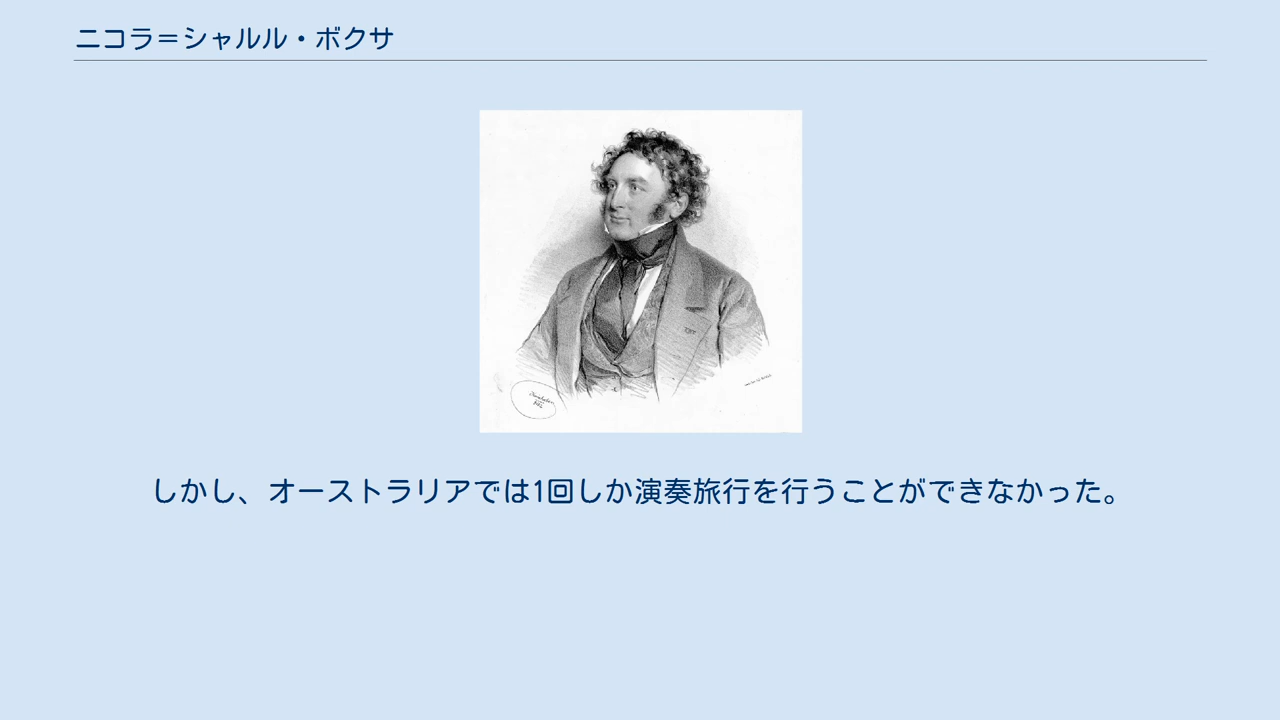 ニコラ＝シャルル・ボクサ
しかし、オーストラリアでは1回しか演奏旅行を行うことができなかった。